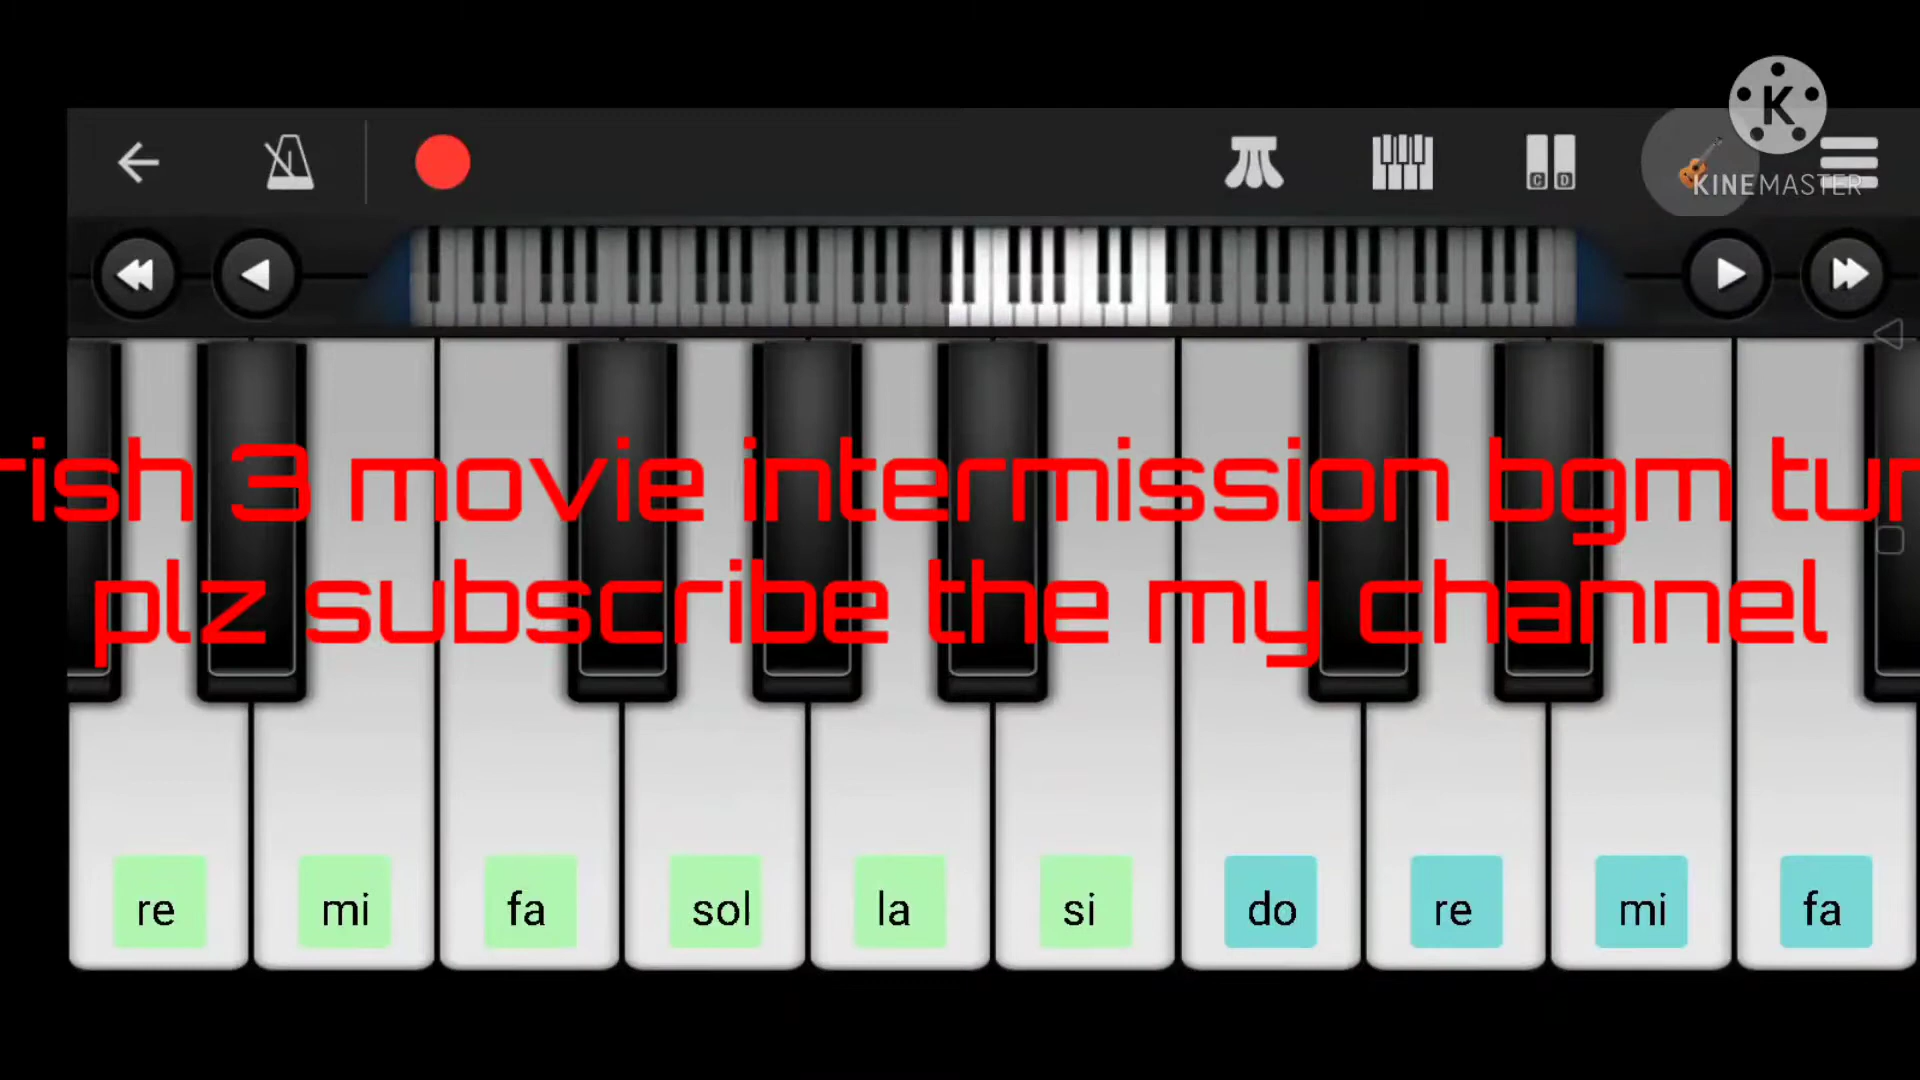 KINEMASTER
K
C D
rish 3 movie intermission bgm
plz subscribe the my channel
re mi fa sol la si do re mi fa